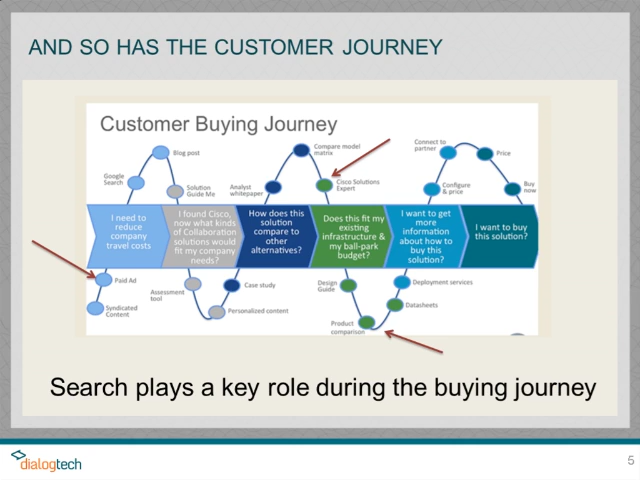 AND SO HAS THE CUSTOMER JOURNEY
Customer Buying Journey
Blog post
Google
Search
Solution
Guide Me
Analyst
whitepaper
Compare model
matrix
Cisco Solutions
Expert
Connect to
partner
Configure
& price
Price
Buy
now
I need to
reduce
company
travel costs
I found Cisco,
now what kinds
of Collaboration
solutions would
fit my company
needs?
How does this
solution
compare to
other
alternatives?
Does this fit my
existing
infrastructure &
my ball-park
budget?
I want to get
more
information
about how to
buy this
solution?
I want to buy
this solution?
Paid Ad
Syndicated
Content
Assessment
tool
Case study
Personalized content
Design
Guide
Product
comparison
Deployment services
Datasheets
Search plays a key role during the buying journey
dialogtech
5